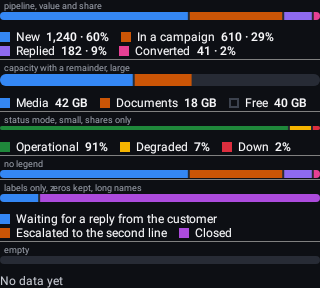 pipeline, value and share
New 1,240 · 60% In a campaign 610 · 29%
Replied 182 · 9% Converted 41 · 2%
capacity with a remainder, large
Media 42 GB Documents 18 GB Free 40 GB
status mode, small, shares only
Operational 91% Degraded 7% Down 2%
no legend
labels only, zeros kept, long names
Waiting for a reply from the customer
Escalated to the second line Closed
empty
No data yet